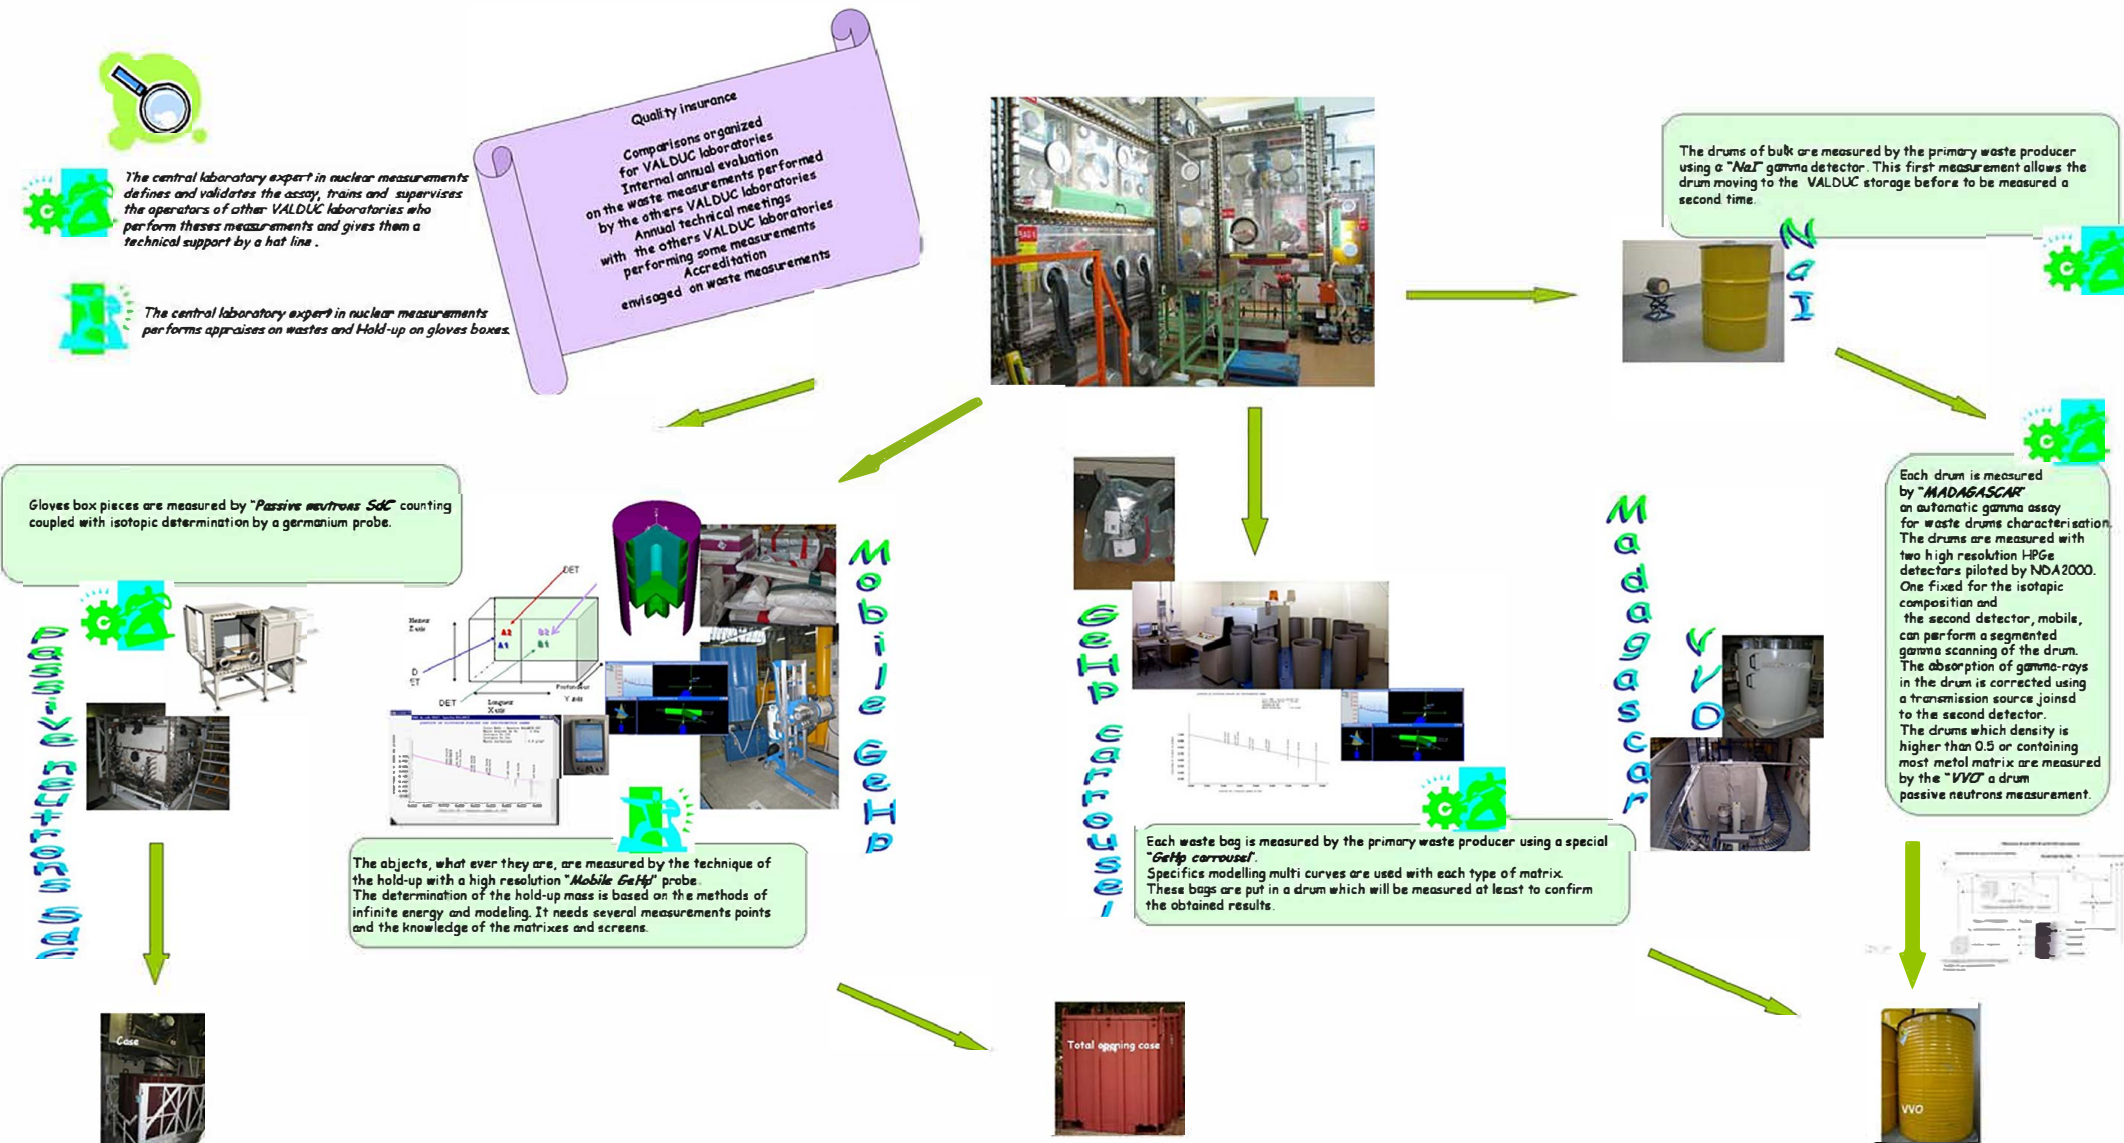 Quality insurance
Comparisons organized
for VALDUC laboratories
Internal annual evaluation
on the waste measurements performed
by the others VALDUC laboratories
Annual technical meetings
with the others VALDUC laboratories
performing some measurements
Accreditation
envisaged on waste measurements
The central laboratory expert in nuclear measurements
defines and validates the assay, trains and supervises
the operators of other VALDUC laboratories who
perform theses measurements and gives them a
technical support by a hat line .
The central laboratory expert in nuclear measurements
performs appraises on wastes and Hold-up on gloves boxes.
The drums of bulk are measured by the primary waste producer
using a "NaI" gamma detector. This first measurement allows the
drum moving to the VALDUC storage before to be measured a
second time.
NaI
Gloves box pieces are measured by "Passive neutrons SdC" counting
coupled with isotopic determination by a germanium probe.
Passive neutrons SdC
DET
A2
A1
B2
B1
D
ET
DET
Z axis
Longueur
X axis
Profondeur
Y axis
Mobile GeHp
The objects, what ever they are, are measured by the technique of
the hold-up with a high resolution "Mobile GeHp" probe.
The determination of the hold-up mass is based on the methods of
infinite energy and modeling. It needs several measurements points
and the knowledge of the matrixes and screens.
GeHp carrousel
Each waste bag is measured by the primary waste producer using a special
"GeHp carrousel".
Specifics modelling multi curves are used with each type of matrix.
These bags are put in a drum which will be measured at least to confirm
the obtained results.
Madagascar
VVO
Each drum is measured
by "MADAGASCAR"
an automatic gamma assay
for waste drums characterisation.
The drums are measured with
two high resolution HPGe
detectors piloted by NDA2000.
One fixed for the isotopic
composition and
the second detector, mobile,
can perform a segmented
gamma scanning of the drum.
The absorption of gamma-rays
in the drum is corrected using
a transmission source joined
to the second detector.
The drums which density is
higher than 0.5 or containing
most metal matrix are measured
by the "VVO" a drum
passive neutrons measurement.
Case
Total opening case
VVO